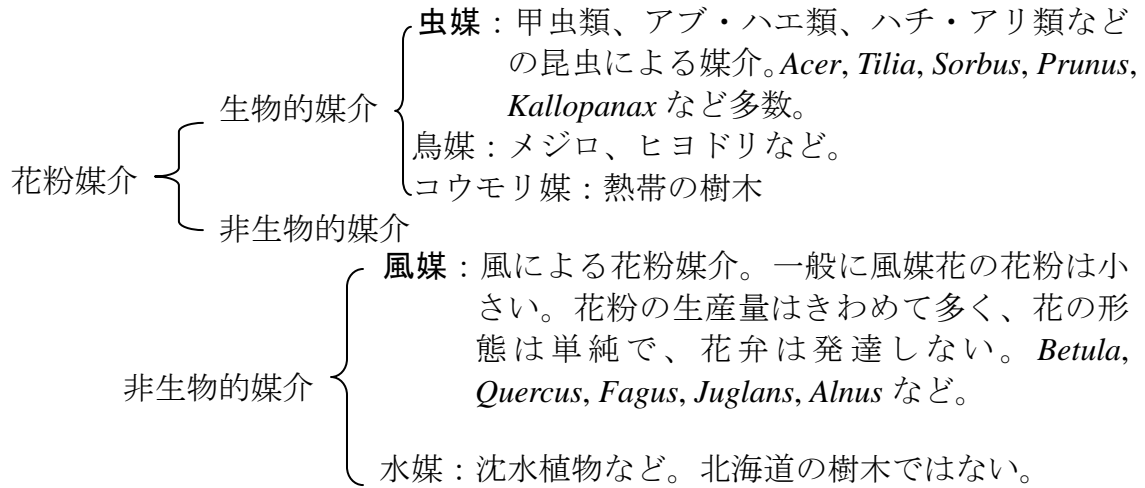 虫媒：甲虫類、アブ・ハエ類、ハチ・アリ類など
の昆虫による媒介。Acer, Tilia, Sorbus, Prunus,
Kallopanax など多数。
生物的媒介
鳥媒：メジロ、ヒヨドリなど。
花粉媒介
コウモリ媒：熱帯の樹木
非生物的媒介
風媒：風による花粉媒介。一般に風媒花の花粉は小
さい。花粉の生産量はきわめて多く、花の形
態は単純で、花弁は発達しない。Betula,
Quercus, Fagus, Juglans, Alnus など。
非生物的媒介
水媒：沈水植物など。北海道の樹木ではない。